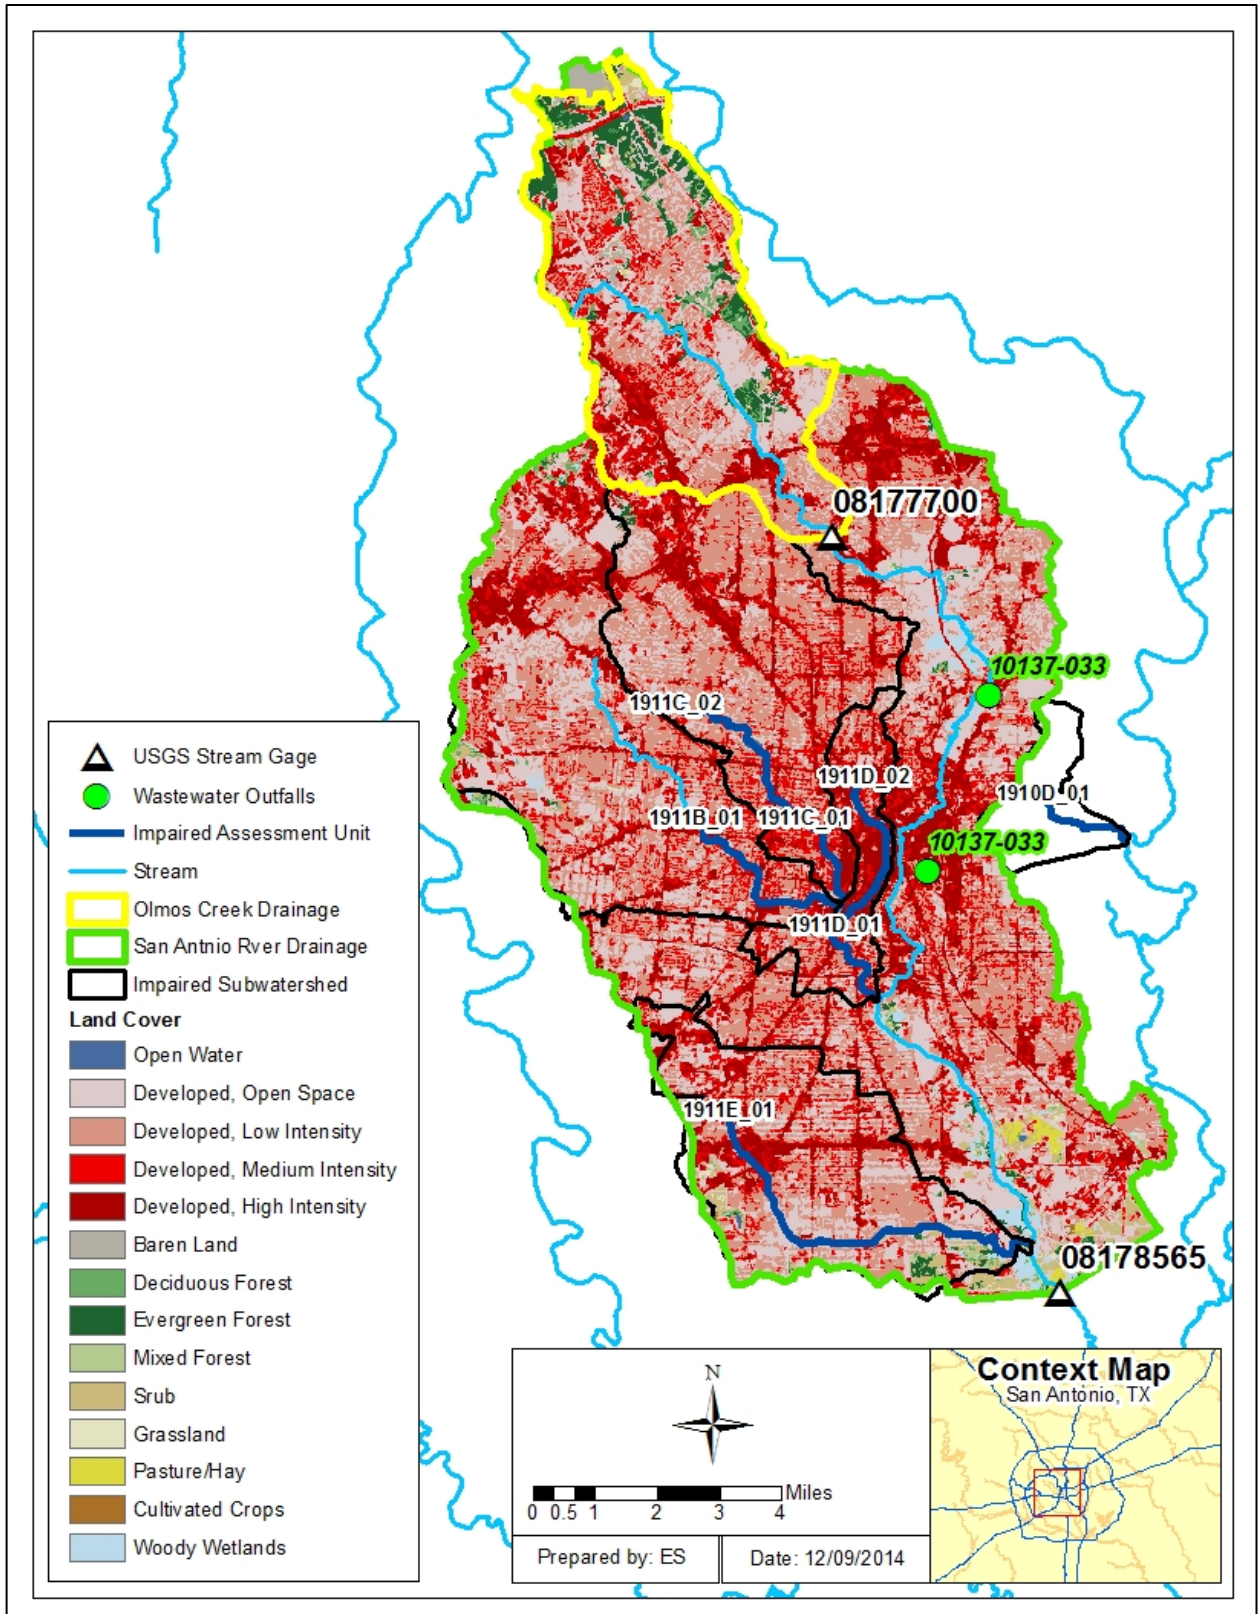 08177700
10137-033
1911C_02
1911D_02
1910D_01
1911B_01
1911C_01
10137-033
1911D_01
1911E_01
08178565
USGS Stream Gage
Wastewater Outfalls
Impaired Assessment Unit
Stream
Olmos Creek Drainage
San Antnio Rver Drainage
Impaired Subwatershed
Land Cover
Open Water
Developed, Open Space
Developed, Low Intensity
Developed, Medium Intensity
Developed, High Intensity
Baren Land
Deciduous Forest
Evergreen Forest
Mixed Forest
Srub
Grassland
Pasture/Hay
Cultivated Crops
Woody Wetlands
N
Miles
0 0.5 1 2 3 4
Prepared by: ES
Date: 12/09/2014
Context Map
San Antonio, TX